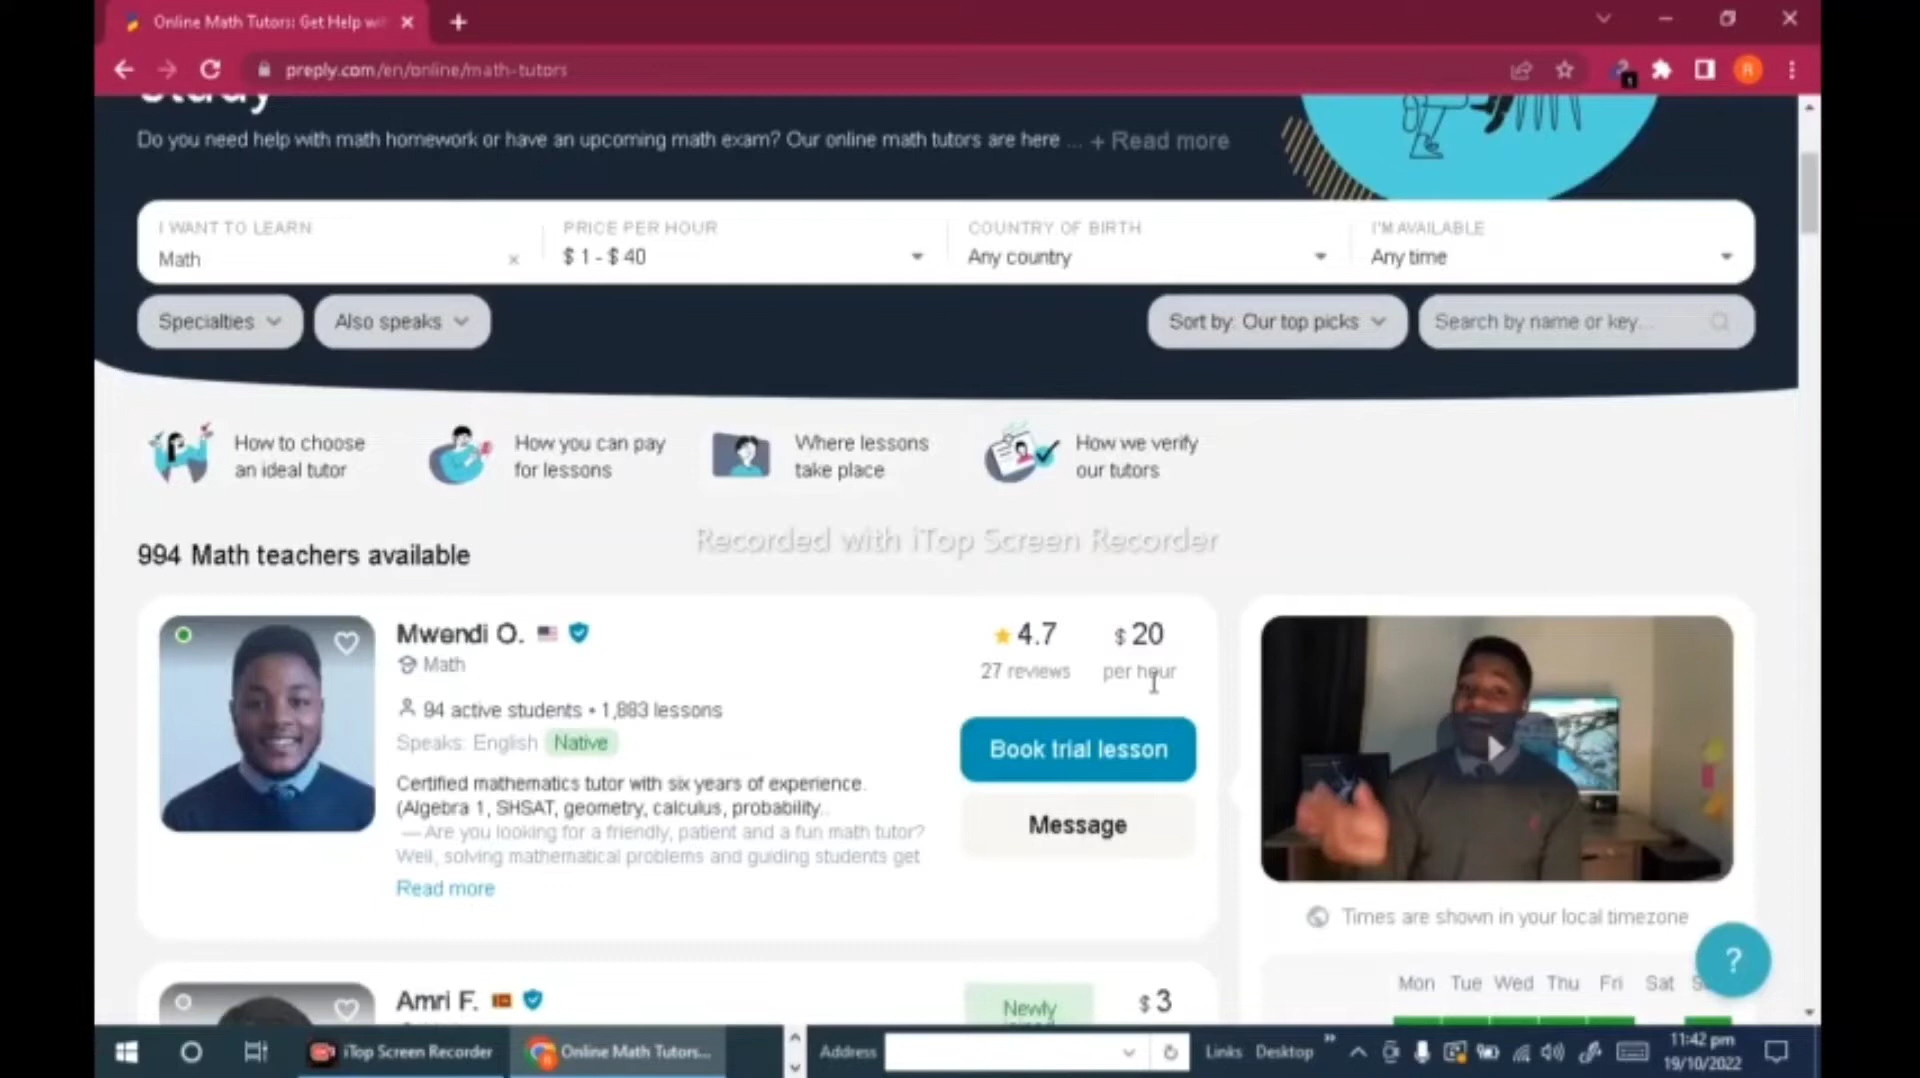 Online Math Tutors: Get Help wi
preply.com/en/online/math-tutors
Study
Do you need help with math homework or have an upcoming math exam? Our online math tutors are here ... + Read more
I WANT TO LEARN
Math
PRICE PER HOUR
$ 1 - $ 40
COUNTRY OF BIRTH
Any country
I'M AVAILABLE
Any time
Specialties
Also speaks
Sort by: Our top picks
Search by name or key...
How to choose
an ideal tutor
How you can pay
for lessons
Where lessons
take place
How we verify
our tutors
Recorded with iTop Screen Recorder
994 Math teachers available
Mwendi O.
Math
94 active students • 1,883 lessons
Speaks: English Native
Certified mathematics tutor with six years of experience.
(Algebra 1, SHSAT, geometry, calculus, probability..
— Are you looking for a friendly, patient and a fun math tutor?
Well, solving mathematical problems and guiding students get
Read more
4.7
27 reviews
$ 20
per hour
Book trial lesson
Message
Times are shown in your local timezone
?
Mon Tue Wed Thu Fri Sat S
Amri F.
Newly
joined
$ 3
iTop Screen Recorder
Online Math Tutors...
Address
Links
Desktop
11:42 pm
19/10/2022